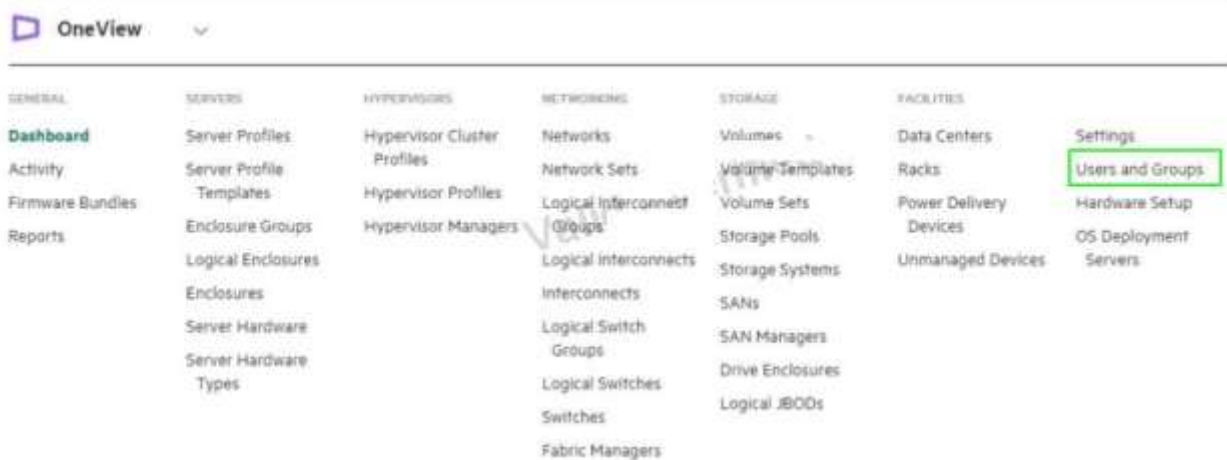 OneView
GENERAL
Dashboard
Activity
Firmware Bundles
Reports
SERVERS
Server Profiles
Server Profile
Templates
Enclosure Groups
Logical Enclosures
Enclosures
Server Hardware
Server Hardware
Types
HYPERVISORS
Hypervisor Cluster
Profiles
Hypervisor Profiles
Hypervisor Managers
NETWORKING
Networks
Network Sets
Logical Interconnect
Groups
Logical Interconnects
Interconnects
Logical Switch
Groups
Logical Switches
Switches
Fabric Managers
STORAGE
Volumes
Volume Templates
Volume Sets
Storage Pools
Storage Systems
SANs
SAN Managers
Drive Enclosures
Logical JBODs
FACILITIES
Data Centers
Racks
Power Delivery
Devices
Unmanaged Devices
Settings
Users and Groups
Hardware Setup
OS Deployment
Servers